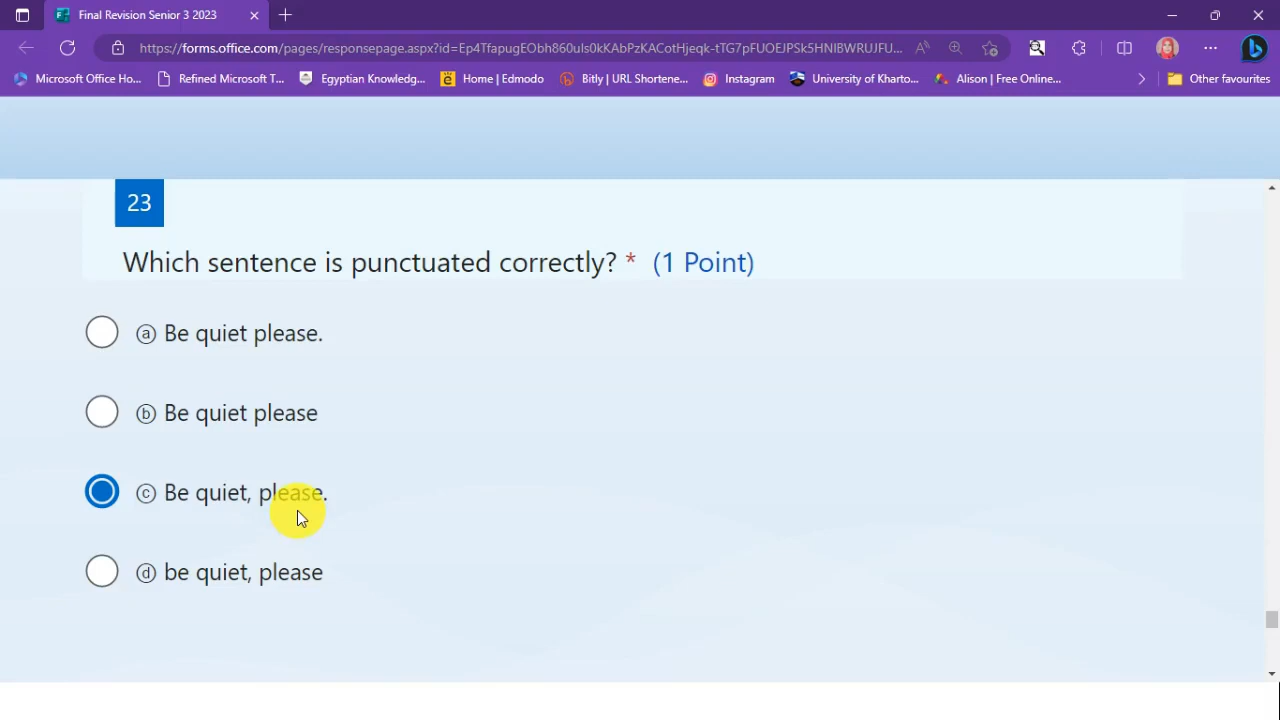 Final Revision Senior 3 2023
https://forms.office.com/pages/responsepage.aspx?id=Ep4TfapugEObh860uls0kKAbPzKACotHjeqk-tTG7pFUOEJPSk5HNlBWRUJFU...
Microsoft Office Ho... Refined Microsoft T... Egyptian Knowledg... Home | Edmodo Bitly | URL Shortene... Instagram University of Kharto... Alison | Free Online... Other favourites
23
Which sentence is punctuated correctly? * (1 Point)
ⓐ Be quiet please.
ⓑ Be quiet please
ⓒ Be quiet, please.
ⓓ be quiet, please